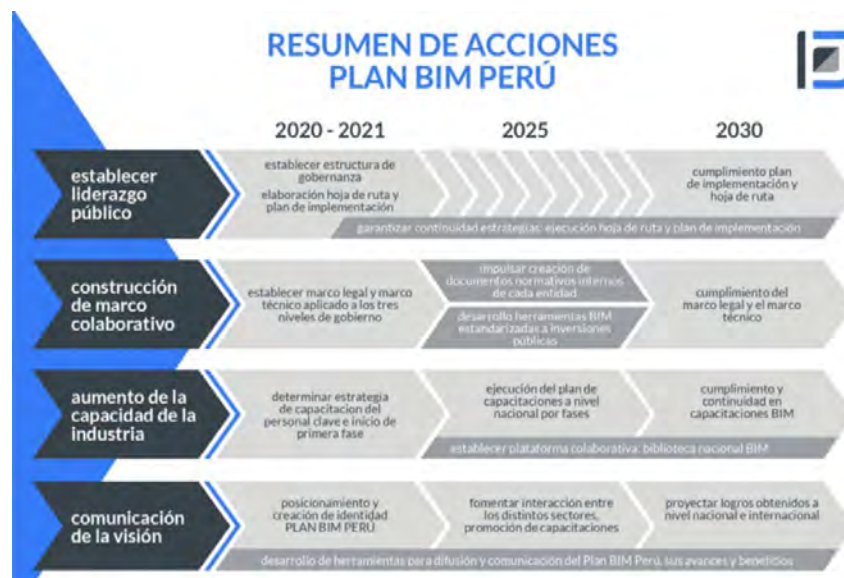 RESUMEN DE ACCIONES
PLAN BIM PERÚ
2020 - 2021
2025
2030
establecer
liderazgo
público
establecer estructura de
gobernanza
elaboración hoja de ruta y
plan de implementación
cumplimiento plan
de implementación y
hoja de ruta
garantizar continuidad estrategias: ejecución hoja de ruta y plan de implementación
construcción
de marco
colaborativo
establecer marco legal y marco
técnico aplicado a los tres
niveles de gobierno
impulsar creación de
documentos normativos internos
de cada entidad
desarrollo herramientas BIM
estandarizadas a inversiones
públicas
cumplimiento del
marco legal y el marco
técnico
aumento de la
capacidad de la
industria
determinar estrategia
de capacitacion del
personal clave e inicio de
primera fase
ejecución del plan de
capacitaciones a nivel
nacional por fases
cumplimiento y
continuidad en
capacitaciones BIM
establecer plataforma colaborativa: biblioteca nacional BIM
comunicación
de la visión
posicionamiento y
creación de identidad
PLAN BIM PERÚ
fomentar interacción entre
los distintos sectores,
promoción de capacitaciones
proyectar logros obtenidos a
nivel nacional e internacional
desarrollo de herramientas para difusión y comunicación del Plan BIM Perú, sus avances y beneficios